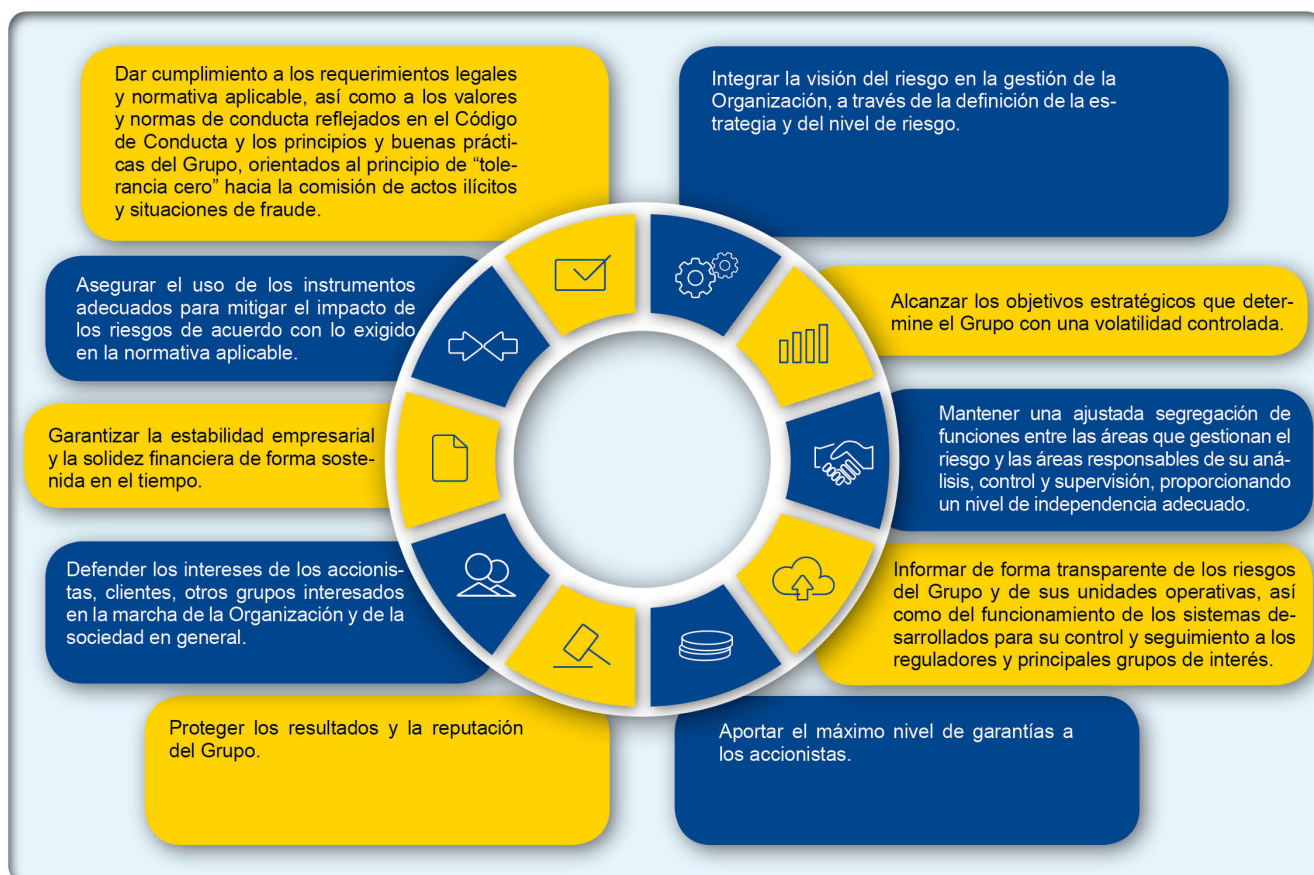 Dar cumplimiento a los requerimientos legales
y normativa aplicable, así como a los valores
y normas de conducta reflejados en el Código
de Conducta y los principios y buenas prácti-
cas del Grupo, orientados al principio de “tole-
rancia cero” hacia la comisión de actos ilícitos
y situaciones de fraude.
Integrar la visión del riesgo en la gestión de la
Organización, a través de la definición de la es-
trategia y del nivel de riesgo.
Asegurar el uso de los instrumentos
adecuados para mitigar el impacto de
los riesgos de acuerdo con lo exigido
en la normativa aplicable.
Alcanzar los objetivos estratégicos que deter-
mine el Grupo con una volatilidad controlada.
Garantizar la estabilidad empresarial
y la solidez financiera de forma soste-
nida en el tiempo.
Mantener una ajustada segregación de
funciones entre las áreas que gestionan el
riesgo y las áreas responsables de su aná-
lisis, control y supervisión, proporcionando
un nivel de independencia adecuado.
Defender los intereses de los accionis-
tas, clientes, otros grupos interesados
en la marcha de la Organización y de la
sociedad en general.
Informar de forma transparente de los riesgos
del Grupo y de sus unidades operativas, así
como del funcionamiento de los sistemas de-
sarrollados para su control y seguimiento a los
reguladores y principales grupos de interés.
Proteger los resultados y la reputación
del Grupo.
Aportar el máximo nivel de garantías a
los accionistas.